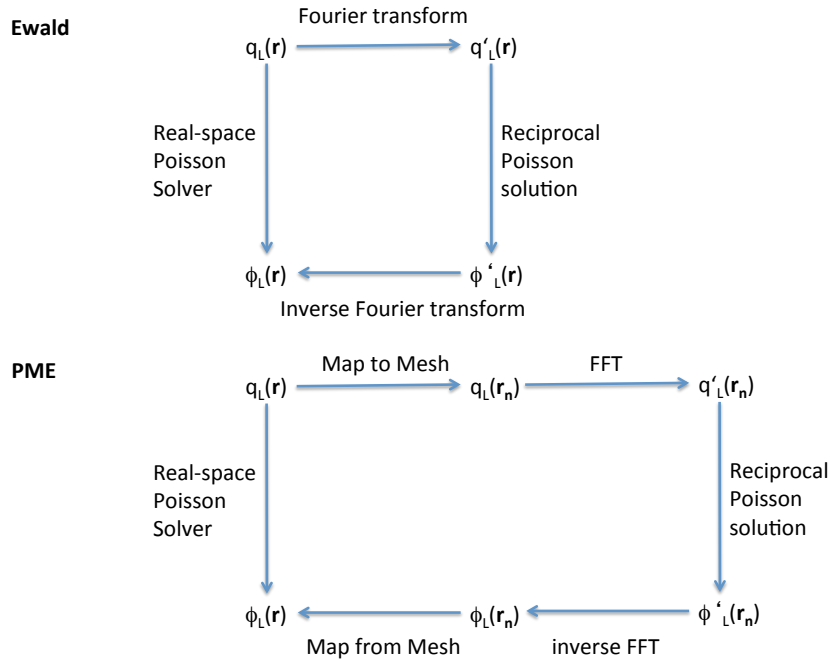 Ewald
Fourier transform
qL(r) q‘L(r)
Real-space
Poisson
Solver
Reciprocal
Poisson
solution
ϕL(r) ϕ‘L(r)
Inverse Fourier transform
PME
Map to Mesh FFT
qL(r) qL(rn) q‘L(rn)
Real-space
Poisson
Solver
Reciprocal
Poisson
solution
ϕL(r) ϕL(rn) ϕ‘L(rn)
Map from Mesh inverse FFT